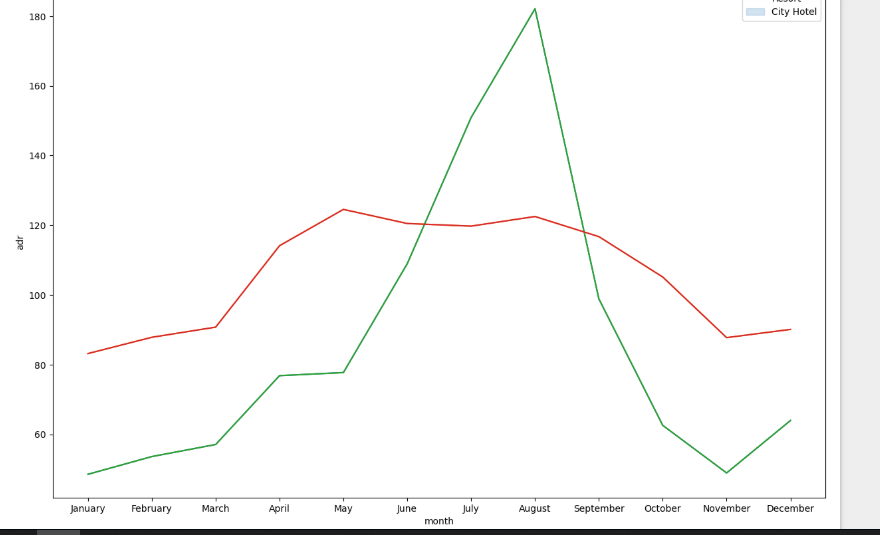 Resort
City Hotel
180
160
140
120
100
80
60
adr
January February March April May June July August September October November December
month